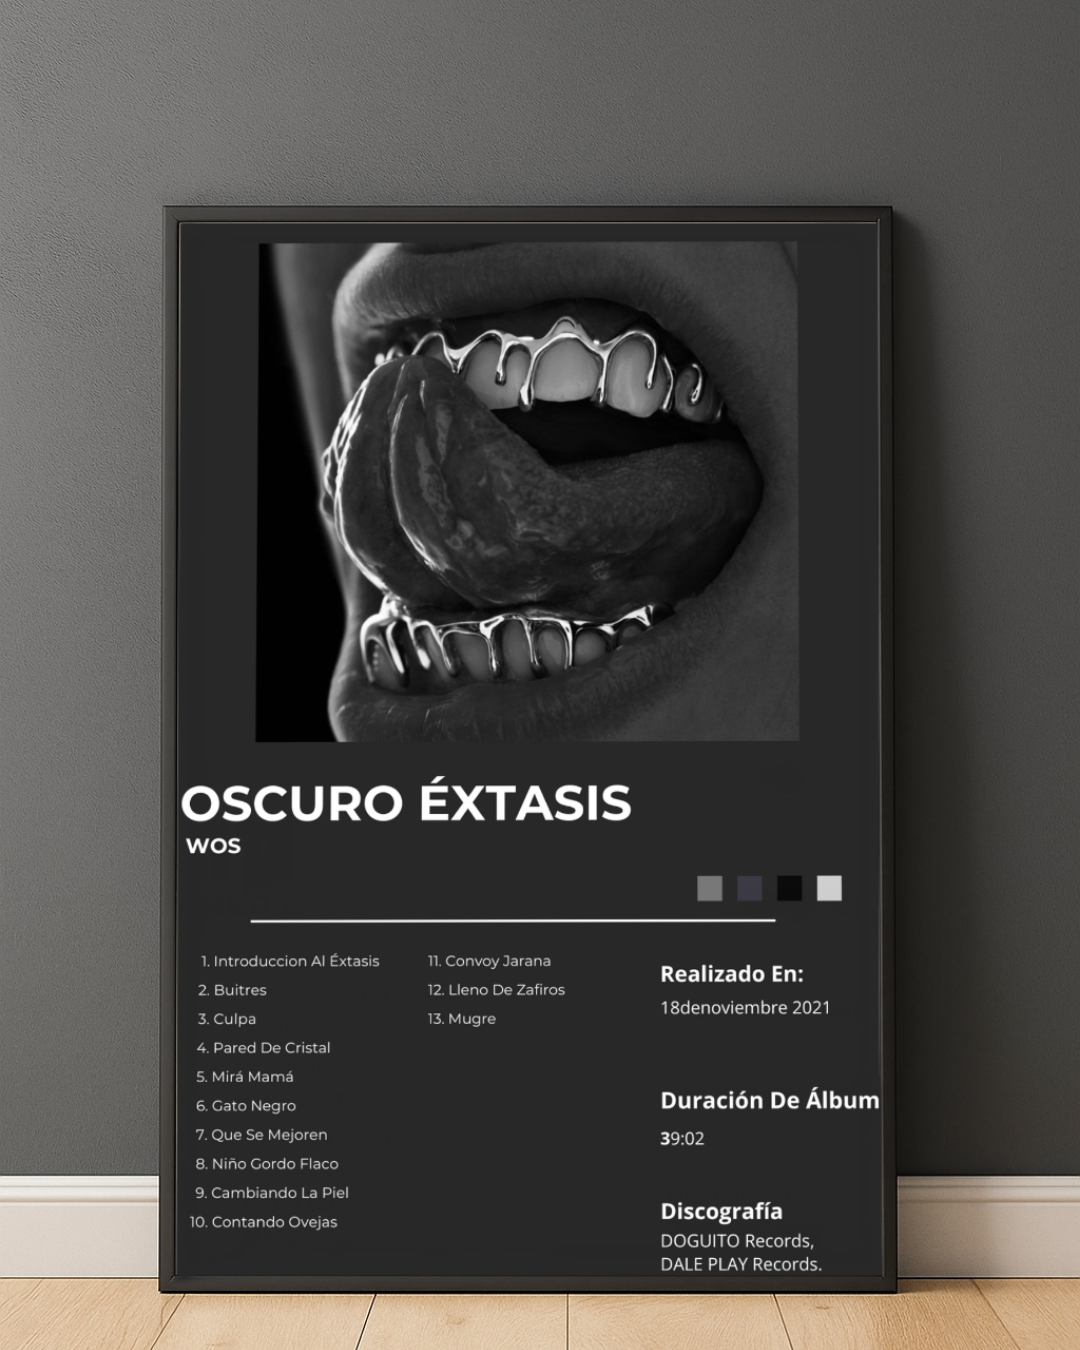 OSCURO ÉXTASIS
WOS
1. Introduccion Al Éxtasis
2. Buitres
3. Culpa
4. Pared De Cristal
5. Mirá Mamá
6. Gato Negro
7. Que Se Mejoren
8. Niño Gordo Flaco
9. Cambiando La Piel
10. Contando Ovejas
11. Convoy Jarana
12. Lleno De Zafiros
13. Mugre
Realizado En:
18denoviembre 2021
Duración De Álbum
39:02
Discografía
DOGUITO Records,
DALE PLAY Records.